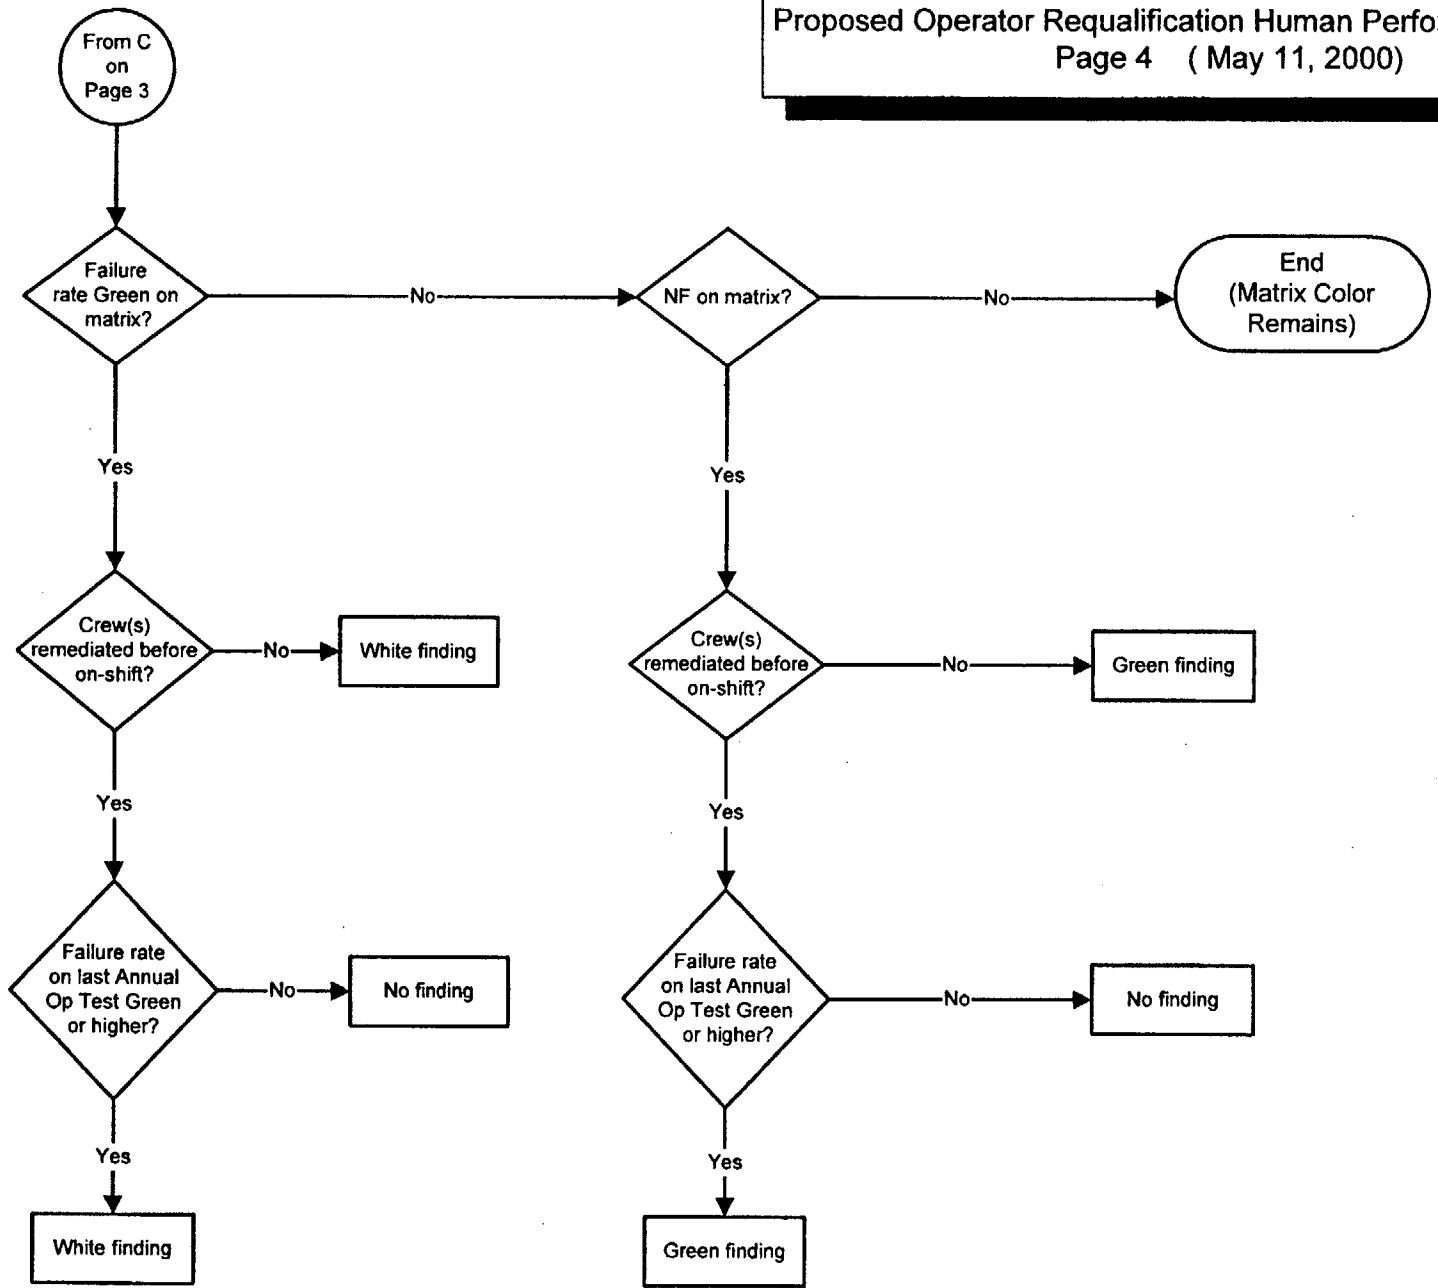 Proposed Operator Requalification Human Perfo
Page 4 ( May 11, 2000)
From C
on
Page 3
Failure
rate Green on
matrix?
No
NF on matrix?
No
End
(Matrix Color
Remains)
Yes
Yes
Crew(s)
remediated before
on-shift?
No
White finding
Crew(s)
remediated before
on-shift?
No
Green finding
Yes
Yes
Failure rate
on last Annual
Op Test Green
or higher?
No
No finding
Failure rate
on last Annual
Op Test Green
or higher?
No
No finding
Yes
Yes
White finding
Green finding